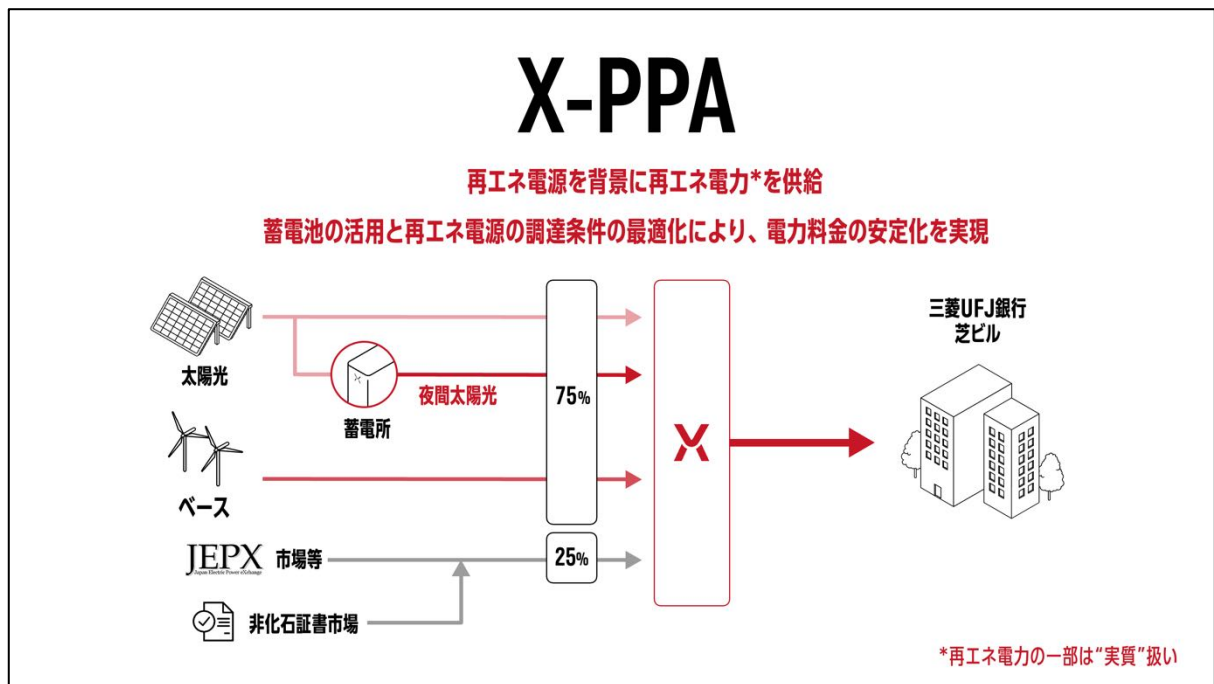 X-PPA
再エネ電源を背景に再エネ電力*を供給
蓄電池の活用と再エネ電源の調達条件の最適化により、電力料金の安定化を実現
太陽光
蓄電所
夜間太陽光
ベース
75%
JEPX
Japan Electric Power eXchange
市場等
25%
非化石証書市場
三菱UFJ銀行
芝ビル
*再エネ電力の一部は“実質”扱い